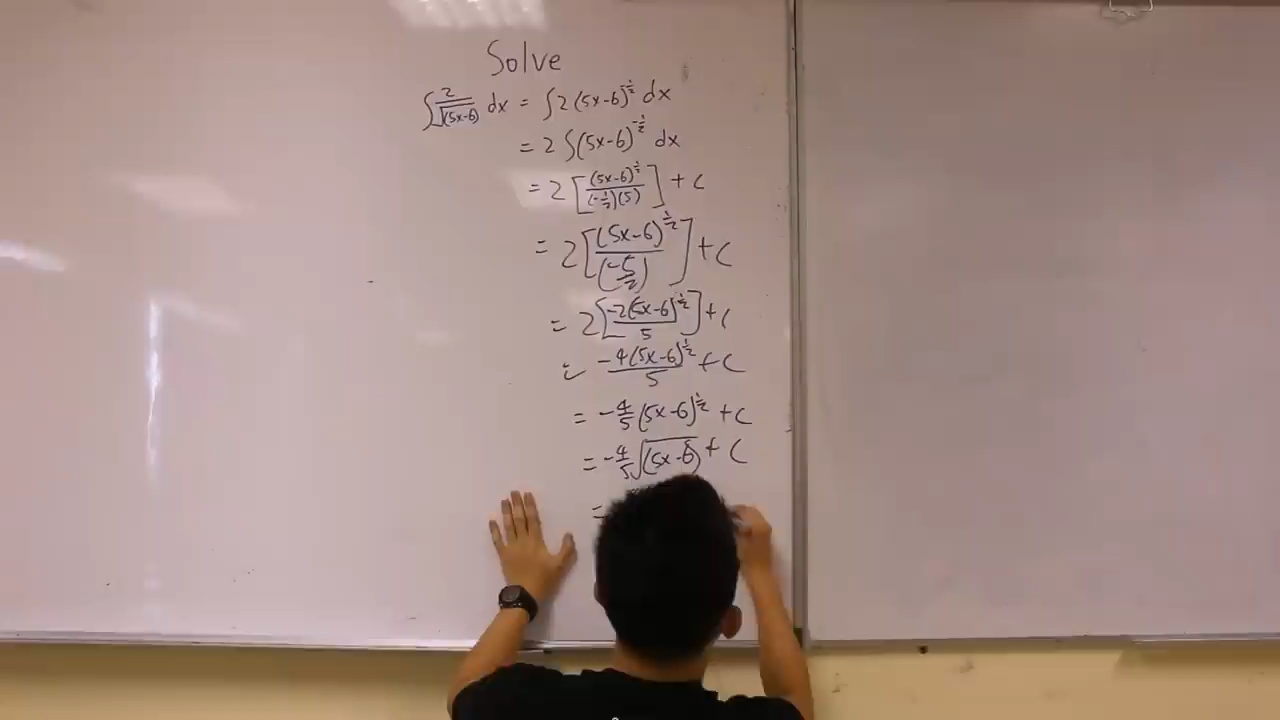 Solve
∫ 2/√(5x-6) dx = ∫ 2 (5x-6)^½ dx
= 2 ∫ (5x-6)^-½ dx
= 2 [ (5x-6)^½ / (-½)(5) ] + C
= 2 [ (5x-6)^½ / (-5/2) ] + C
= 2 [ -2(5x-6)^½ / 5 ] + C
= -4(5x-6)^½ / 5 + C
= -4/5 (5x-6)^½ + C
= -4/5 √(5x-6) + C
=